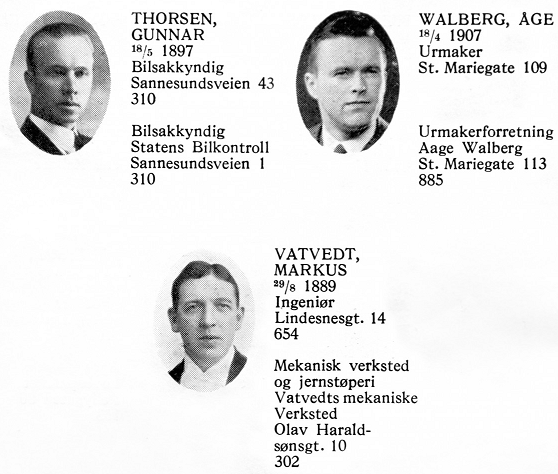 THORSEN,
GUNNAR
18/5 1897
Bilsakkyndig
Sannesundsveien 43
310
Bilsakkyndig
Statens Bilkontroll
Sannesundsveien 1
310
WALBERG, ÅGE
18/4 1907
Urmaker
St. Mariegate 109
Urmakerforretning
Aage Walberg
St. Mariegate 113
885
VATVEDT,
MARKUS
29/8 1889
Ingeniør
Lindesnesgt. 14
654
Mekanisk verksted
og jernstøperi
Vatvedts mekaniske
Verksted
Olav Harald-
sønsgt. 10
302